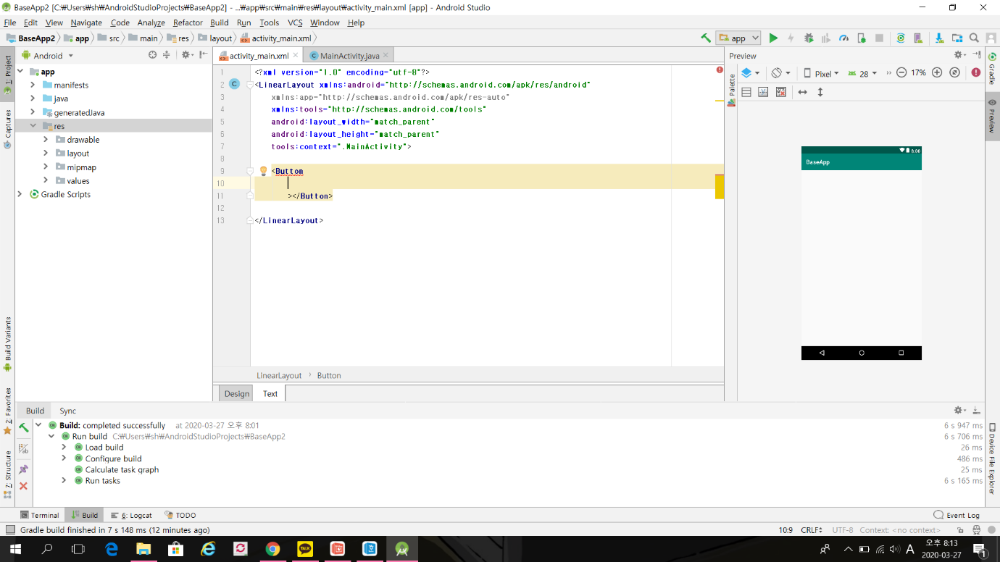 BaseApp2 [C:₩Users₩sh₩AndroidStudioProjects₩BaseApp2] - ...₩app₩src₩main₩res₩layout₩activity_main.xml [app] - Android Studio
File Edit View Navigate Code Analyze Refactor Build Run Tools VCS Window Help
BaseApp2 app src main res layout activity_main.xml
app
Android
activity_main.xml
MainActivity.java
Preview
1: Project
Captures
Build Variants
2: Favorites
7: Structure
app
manifests
java
generatedJava
res
drawable
layout
mipmap
values
Gradle Scripts
1 <?xml version="1.0" encoding="utf-8"?>
2 <LinearLayout xmlns:android="http://schemas.android.com/apk/res/android"
3 xmlns:app="http://schemas.android.com/apk/res-auto"
4 xmlns:tools="http://schemas.android.com/tools"
5 android:layout_width="match_parent"
6 android:layout_height="match_parent"
7 tools:context=".MainActivity">
8
9 <Button
10
11 ></Button>
12
13 </LinearLayout>
LinearLayout Button
Design Text
Palette
Pixel 28 17%
8:00
BaseApp
Gradle
Preview
Device File Explorer
Build Sync
Build: completed successfully at 2020-03-27 오후 8:01 6 s 947 ms
Run build C:₩Users₩sh₩AndroidStudioProjects₩BaseApp2 6 s 706 ms
Load build 26 ms
Configure build 486 ms
Calculate task graph 25 ms
Run tasks 6 s 165 ms
Terminal Build 6: Logcat TODO Event Log
Gradle build finished in 7 s 148 ms (12 minutes ago) 10:9 CRLF UTF-8 Context: <no context>
TALK
A
오후 8:13
2020-03-27
1